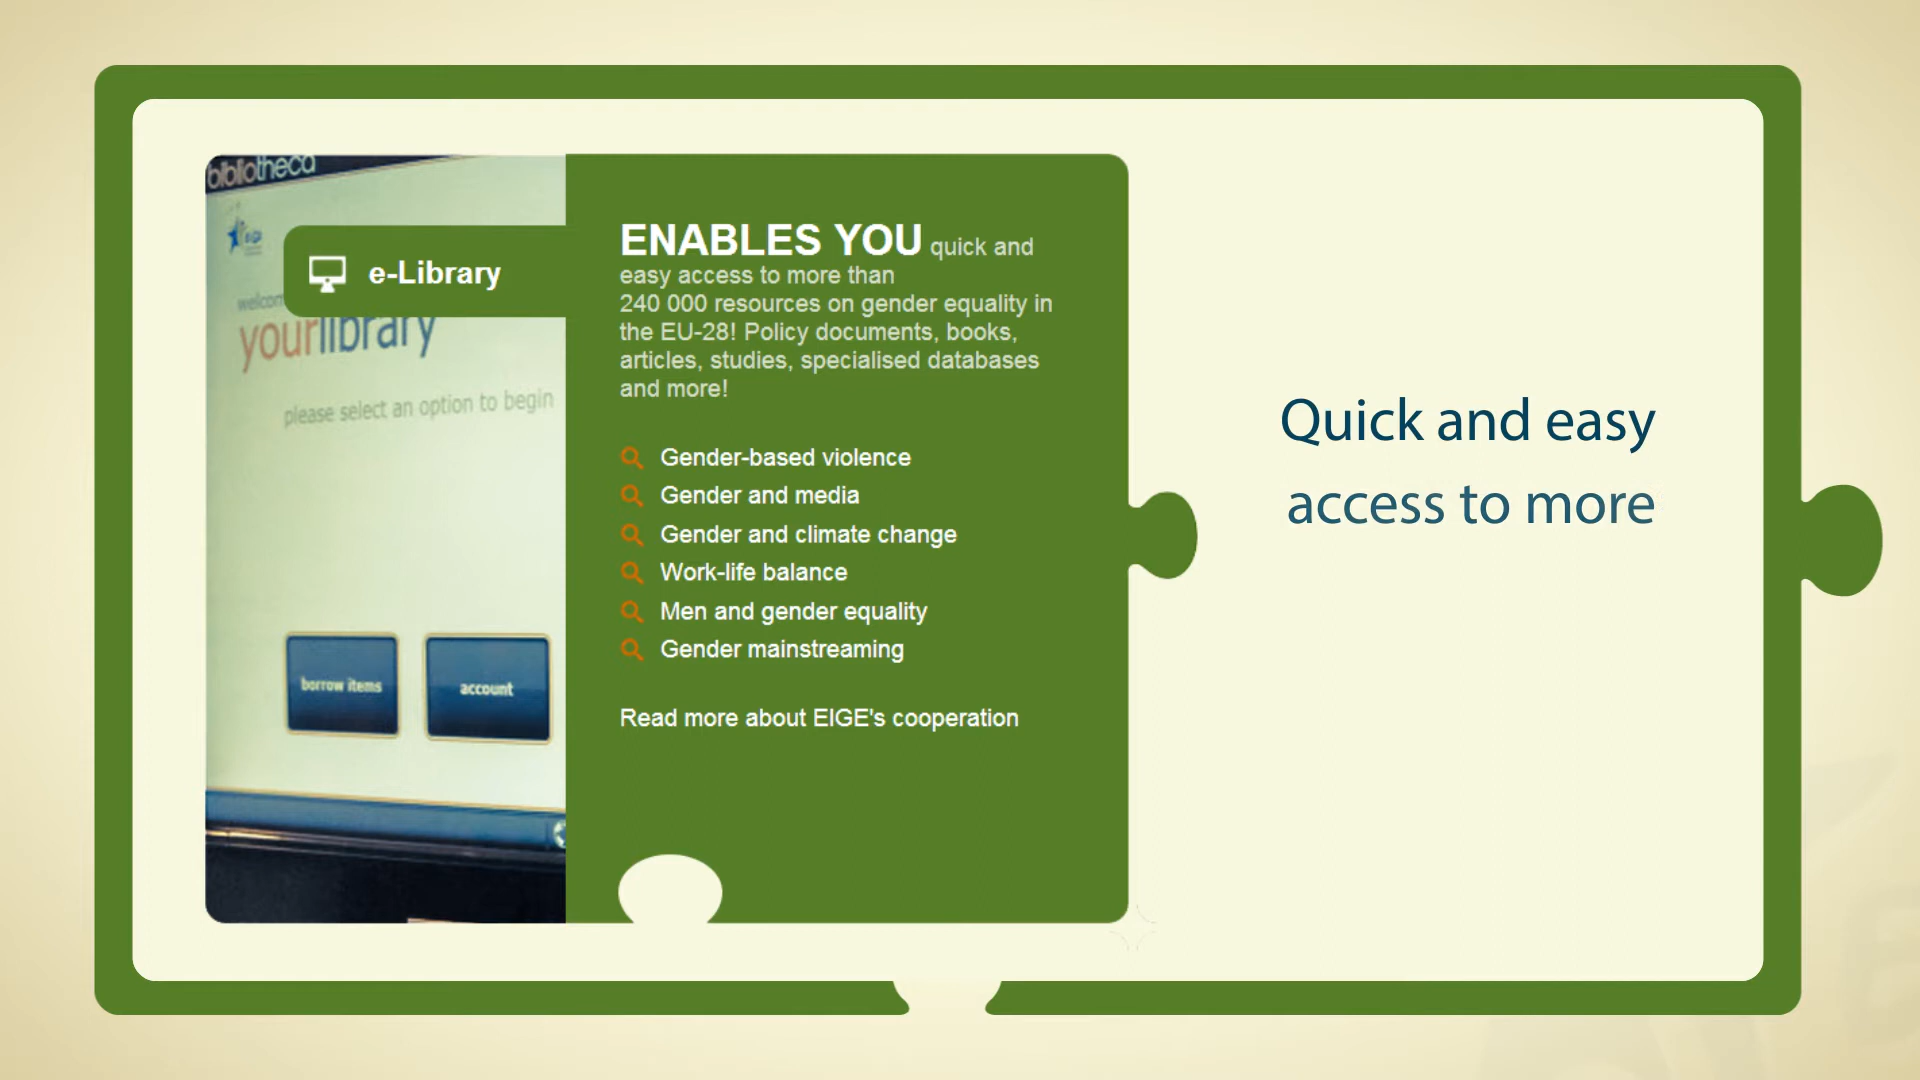 bibliotheca
e-Library
yourlibrary
please select an option to begin
borrow items
account
ENABLES YOU quick and
easy access to more than
240 000 resources on gender equality in
the EU-28! Policy documents, books,
articles, studies, specialised databases
and more!
Gender-based violence
Gender and media
Gender and climate change
Work-life balance
Men and gender equality
Gender mainstreaming
Read more about EIGE's cooperation
Quick and easy
access to more